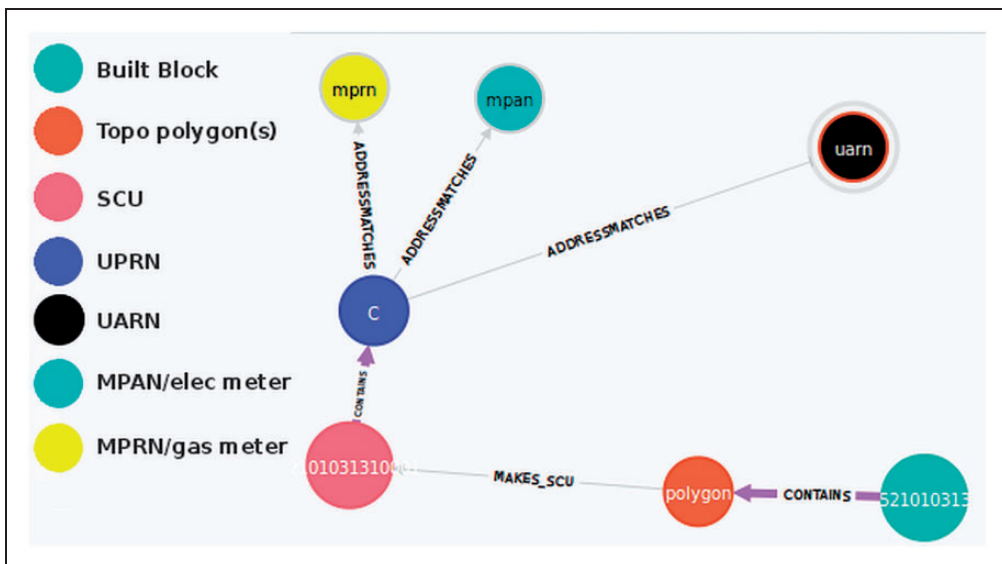 Built Block
Topo polygon(s)
SCU
UPRN
UARN
MPAN/elec meter
MPRN/gas meter
mprn
mpan
uarn
ADDRESSMATCHES
ADDRESSMATCHES
ADDRESSMATCHES
C
CONTAINS
MAKES_SCU
polygon
CONTAINS
521010313